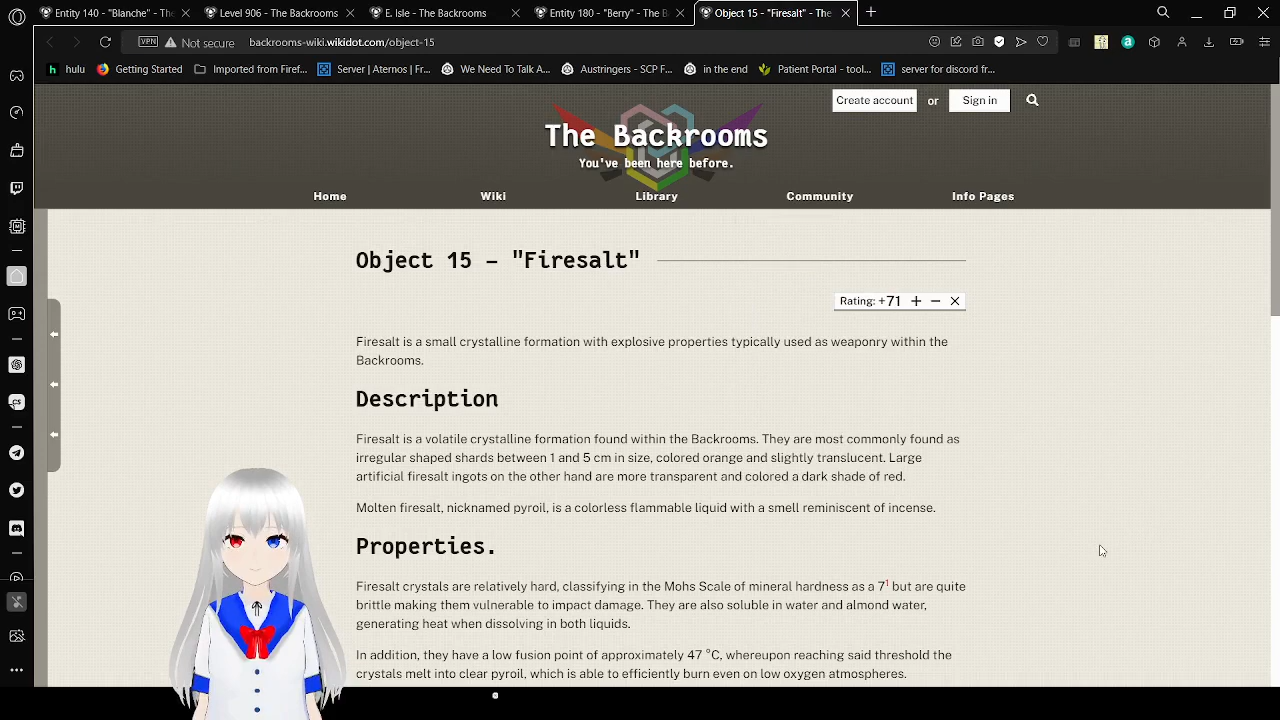 Entity 140 - "Blanche" - "The
Level 906 - The Backrooms
E. Isle - The Backrooms
Entity 180 - "Berry" - The B
Object 15 - "Firesalt" - The
VPN
Not secure
backrooms-wiki.wikidot.com/object-15
hulu
Getting Started
Imported from Firef...
Server | Aternos | Fr...
We Need To Talk A...
Austringers - SCP F...
in the end
Patient Portal - tool...
server for discord fr...
Create account or Sign in
The Backrooms
You've been here before.
Home
Wiki
Library
Community
Info Pages
Object 15 - "Firesalt"
Rating: +71 + − ×
Firesalt is a small crystalline formation with explosive properties typically used as weaponry within the
Backrooms.
Description
Firesalt is a volatile crystalline formation found within the Backrooms. They are most commonly found as
irregular shaped shards between 1 and 5 cm in size, colored orange and slightly translucent. Large
artificial firesalt ingots on the other hand are more transparent and colored a dark shade of red.
Molten firesalt, nicknamed pyroil, is a colorless flammable liquid with a smell reminiscent of incense.
Properties.
Firesalt crystals are relatively hard, classifying in the Mohs Scale of mineral hardness as a 7¹ but are quite
brittle making them vulnerable to impact damage. They are also soluble in water and almond water,
generating heat when dissolving in both liquids.
In addition, they have a low fusion point of approximately 47 °C, whereupon reaching said threshold the
crystals melt into clear pyroil, which is able to efficiently burn even on low oxygen atmospheres.